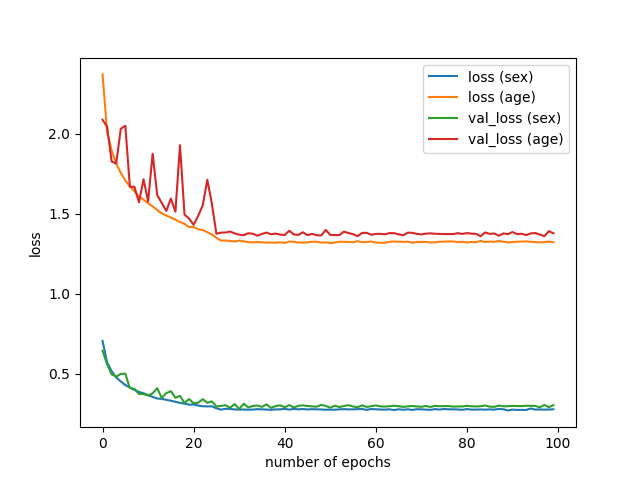 loss (sex)
loss (age)
val_loss (sex)
val_loss (age)
2.0
1.5
1.0
0.5
loss
0
20
40
60
80
100
number of epochs